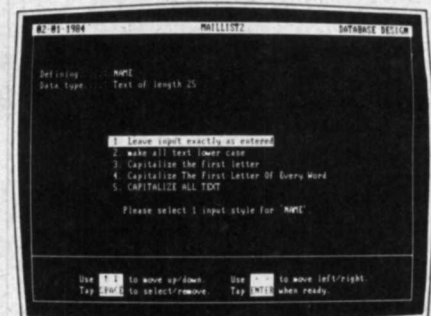 02-01-1984 MAILLIST2 DATABASE DESIGN
Defining......: NAME
Data type.....: Text of length 25
1. Leave input exactly as entered
2. make all text lower case
3. Capitalize the first letter
4. Capitalize The First Letter Of Every Word
5. CAPITALIZE ALL TEXT
Please select 1 input style for "NAME".
Use ↑ ↓ to move up/down. Use to move left/right.
Tap SPACE to select/remove. Tap ENTER when ready.